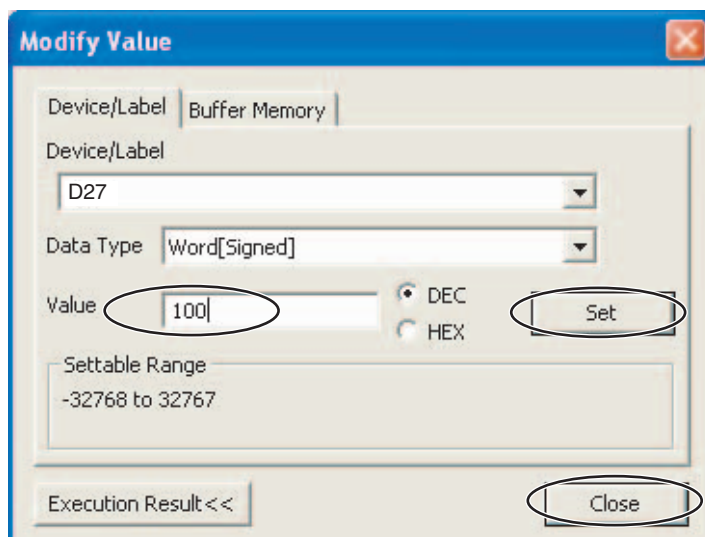 Modify Value
Device/Label Buffer Memory
Device/Label
D27
Data Type Word[Signed]
Value 100 DEC Set
HEX
Settable Range
-32768 to 32767
Execution Result<< Close